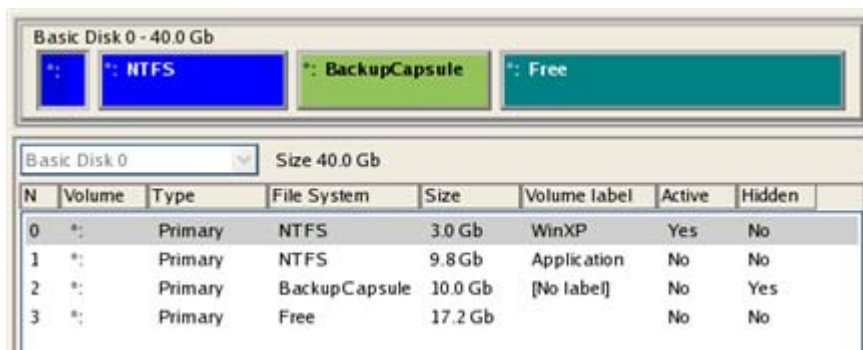 Basic Disk 0 - 40.0 Gb
*: *: NTFS *: BackupCapsule *: Free
Basic Disk 0 Size 40.0 Gb
N Volume Type File System Size Volume label Active Hidden
0 *: Primary NTFS 3.0 Gb WinXP Yes No
1 *: Primary NTFS 9.8 Gb Application No No
2 *: Primary BackupCapsule 10.0 Gb [No label] No Yes
3 Primary Free 17.2 Gb No No